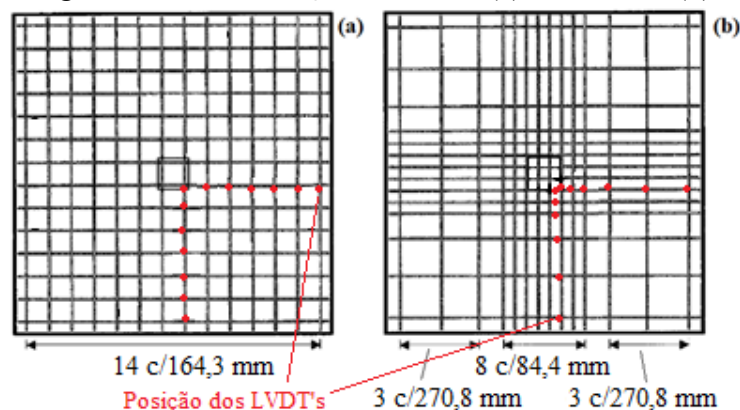 (a)
(b)
14 c/164,3 mm
8 c/84,4 mm
Posição dos LVDT's
3 c/270,8 mm
3 c/270,8 mm